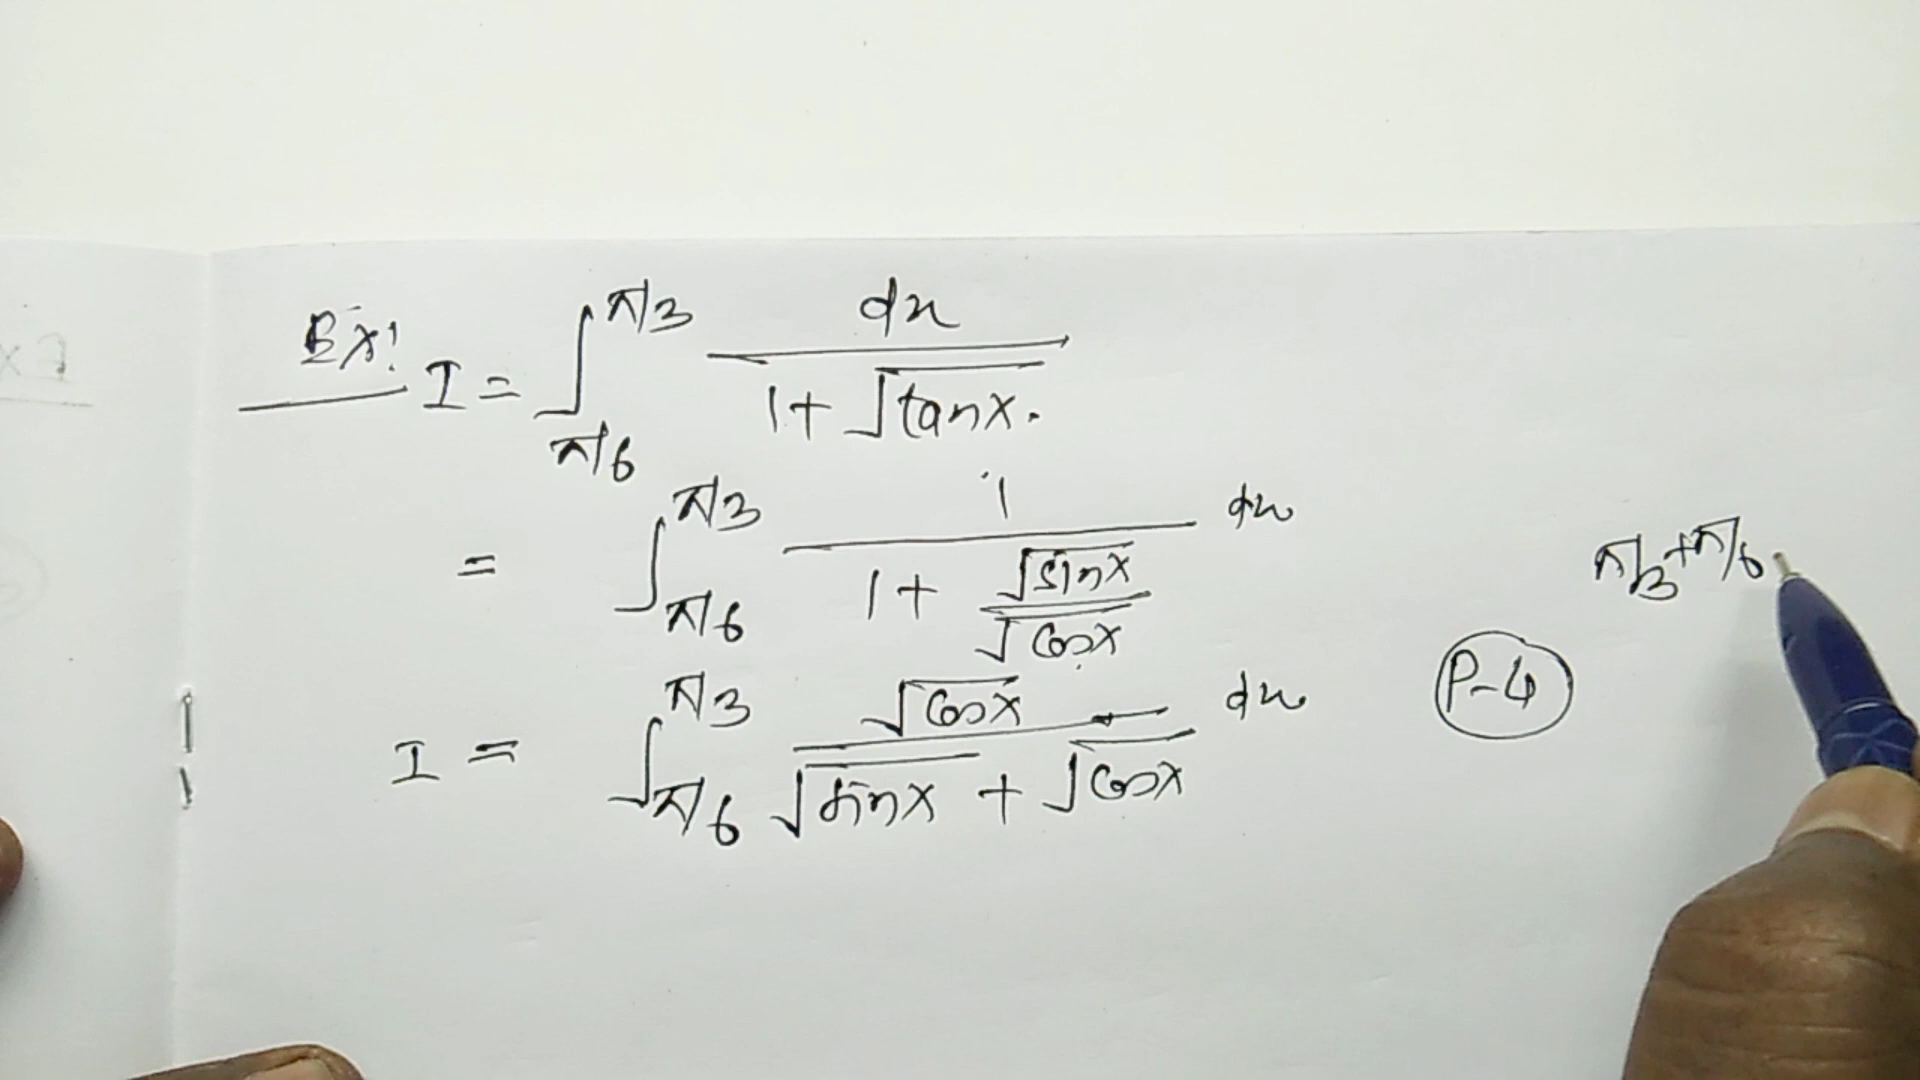 Ex! I = ∫_{π/6}^{π/3} dx / (1 + √tanx.)
= ∫_{π/6}^{π/3} 1 / (1 + √sinx / √cosx) dx
π/3 + π/6
I = ∫_{π/6}^{π/3} √cosx / (√sinx + √cosx) dx
P-4